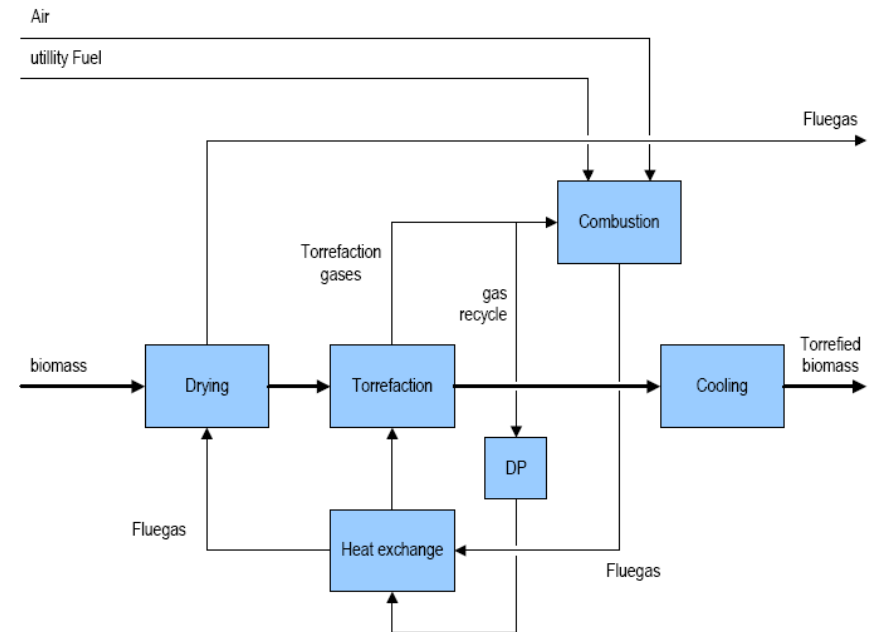 Air
utillity Fuel
Fluegas
Combustion
Torrefaction
gases
gas
recycle
biomass
Drying
Torrefaction
Cooling
Torrefied
biomass
DP
Fluegas
Heat exchange
Fluegas